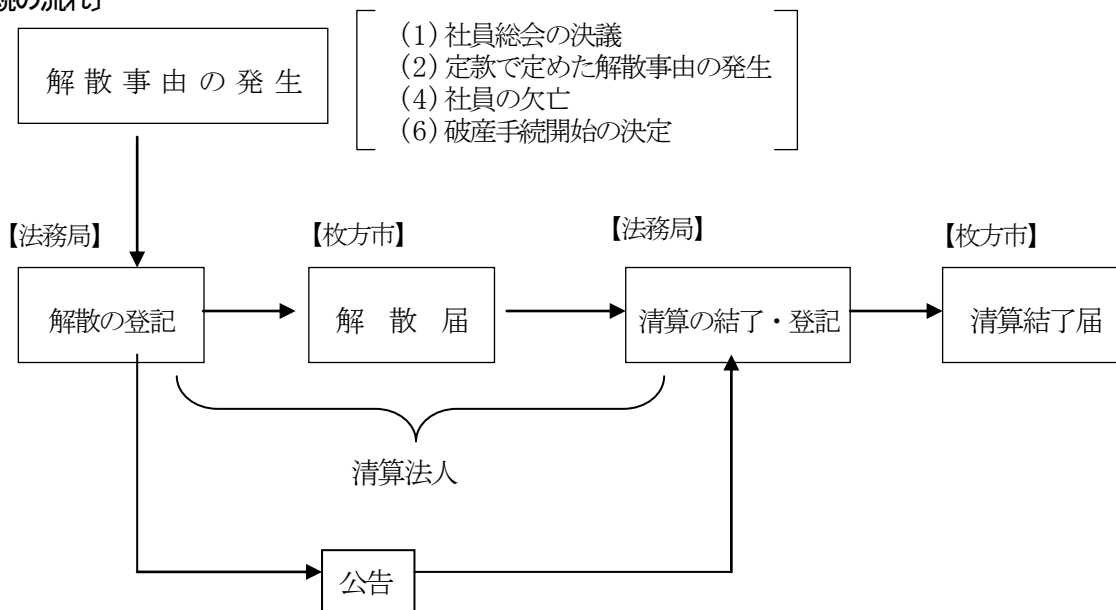 の流れ〕
解散事由の発生
(1)社員総会の決議
(2)定款で定めた解散事由の発生
(4)社員の欠亡
(6)破産手続開始の決定
【法務局】
【枚方市】
【法務局】
【枚方市】
解散の登記
解散届
清算の結了・登記
清算結了届
清算法人
公告